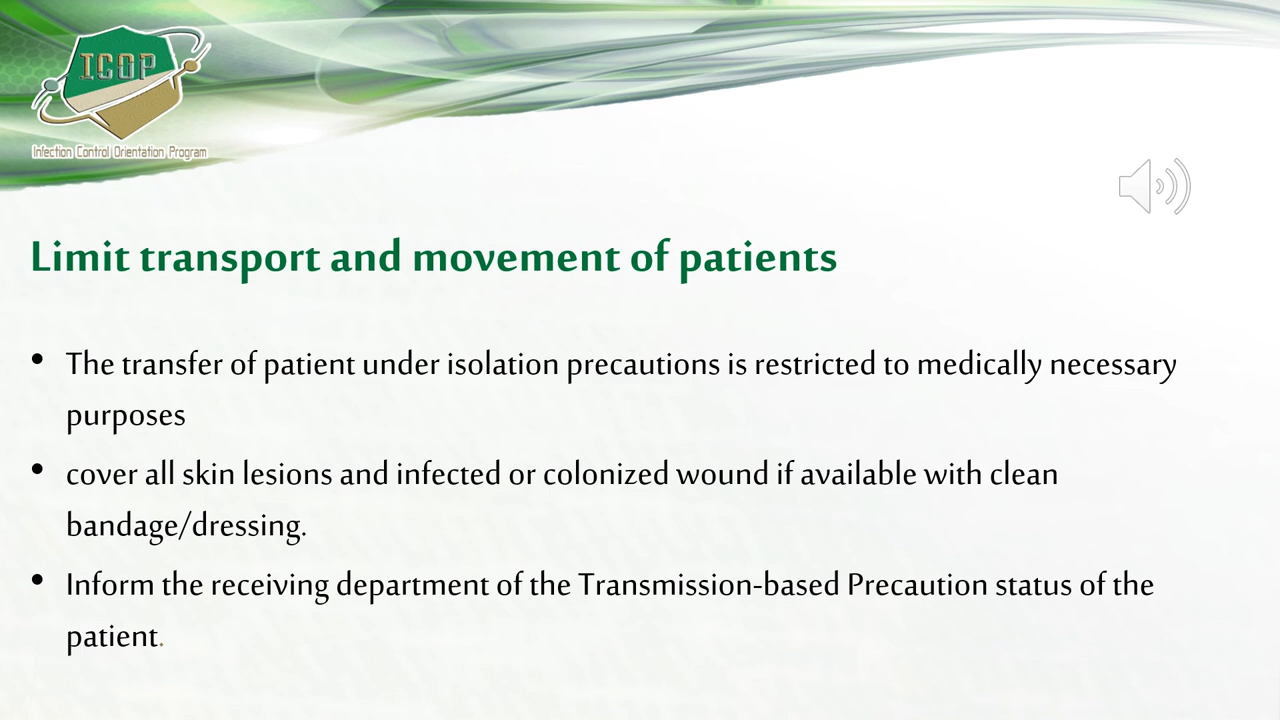 ICOP
Infection Control Orientation Program
Limit transport and movement of patients
• The transfer of patient under isolation precautions is restricted to medically necessary
purposes
• cover all skin lesions and infected or colonized wound if available with clean
bandage/dressing.
• Inform the receiving department of the Transmission-based Precaution status of the
patient.